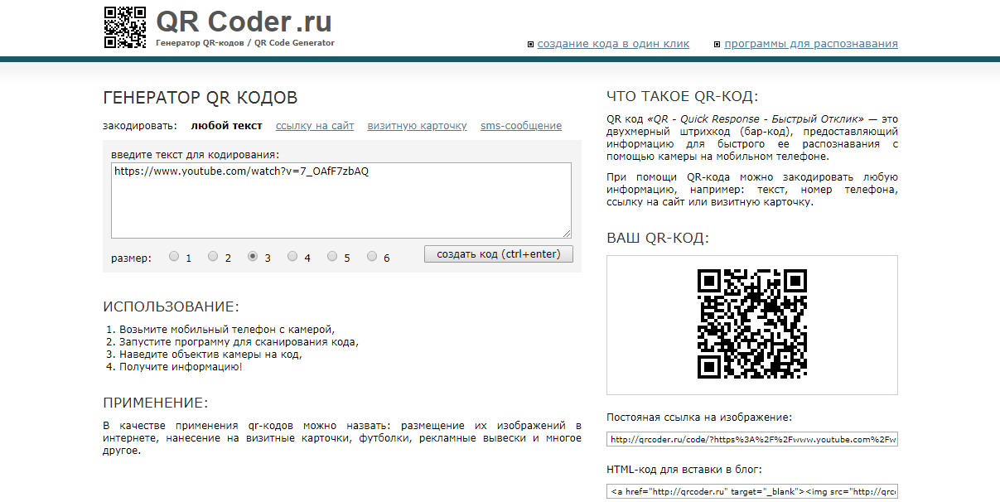 QR Coder.ru
Генератор QR-кодов / QR Code Generator
создание кода в один клик
программы для распознавания
ГЕНЕРАТОР QR КОДОВ
закодировать: любой текст ссылку на сайт визитную карточку sms-сообщение
введите текст для кодирования:
https://www.youtube.com/watch?v=7_OAfF7zbAQ
размер: 1 2 3 4 5 6
создать код (ctrl+enter)
ИСПОЛЬЗОВАНИЕ:
1. Возьмите мобильный телефон с камерой,
2. Запустите программу для сканирования кода,
3. Наведите объектив камеры на код,
4. Получите информацию!
ПРИМЕНЕНИЕ:
В качестве применения qr-кодов можно назвать: размещение их изображений в
интернете, нанесение на визитные карточки, футболки, рекламные вывески и многое
другое.
ЧТО ТАКОЕ QR-КОД:
QR код «QR - Quick Response - Быстрый Отклик» — это
двухмерный штрихкод (бар-код), предоставляющий
информацию для быстрого ее распознавания с
помощью камеры на мобильном телефоне.
При помощи QR-кода можно закодировать любую
информацию, например: текст, номер телефона,
ссылку на сайт или визитную карточку.
ВАШ QR-КОД:
Постояная ссылка на изображение:
http://qrcoder.ru/code/?https%3A%2F%2Fwww.youtube.com%2Fw
HTML-код для вставки в блог:
<a href="http://qrcoder.ru" target="_blank"><img src="http://qrc